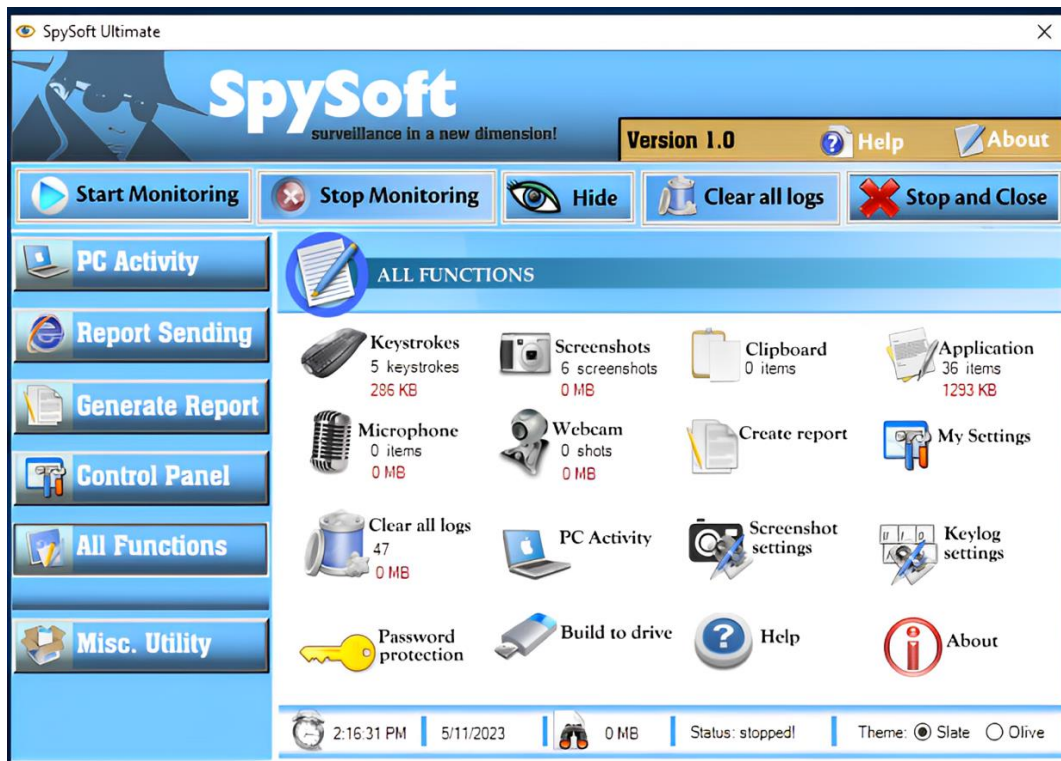 SpySoft Ultimate
SpySoft
surveillance in a new dimension!
Version 1.0
Help
About
Start Monitoring
Stop Monitoring
Hide
Clear all logs
Stop and Close
PC Activity
Report Sending
Generate Report
Control Panel
All Functions
Misc. Utility
ALL FUNCTIONS
Keystrokes
5 keystrokes
286 KB
Screenshots
6 screenshots
0 MB
Clipboard
0 items
Application
36 items
1293 KB
Microphone
0 items
0 MB
Webcam
0 shots
0 MB
Create report
My Settings
Clear all logs
47
0 MB
PC Activity
Screenshot
settings
Keylog
settings
Password
protection
Build to drive
Help
About
2:16:31 PM
5/11/2023
0 MB
Status: stopped!
Theme: Slate Olive